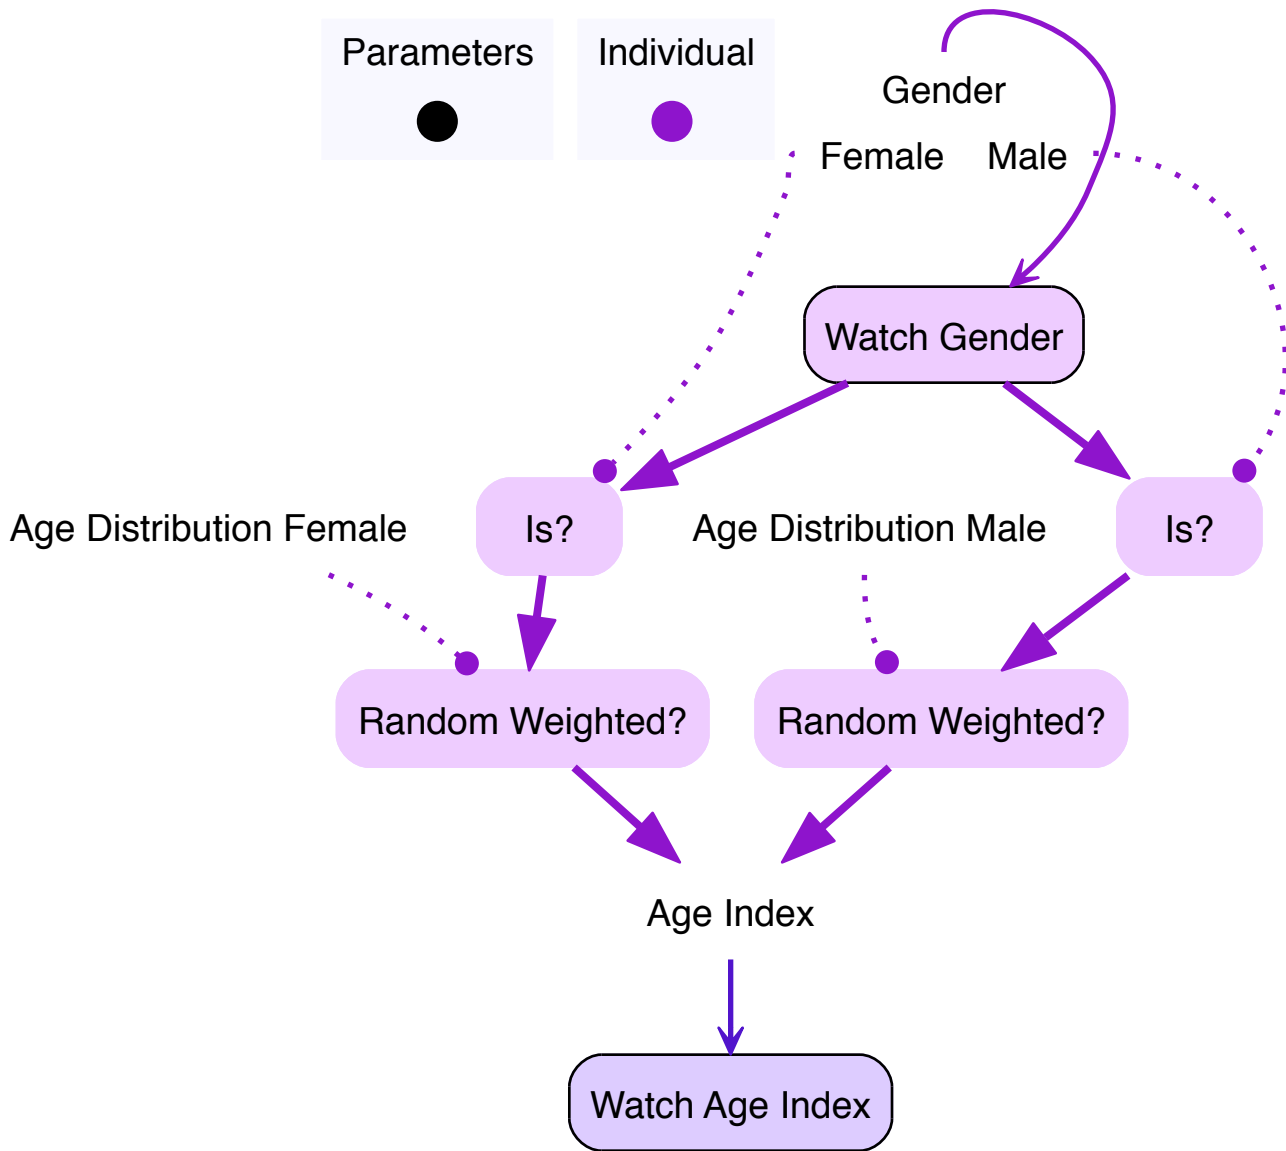 Parameters
Individual
Gender
Female
Male
Watch Gender
Age Distribution Female
Is?
Age Distribution Male
Is?
Random Weighted?
Random Weighted?
Age Index
Watch Age Index